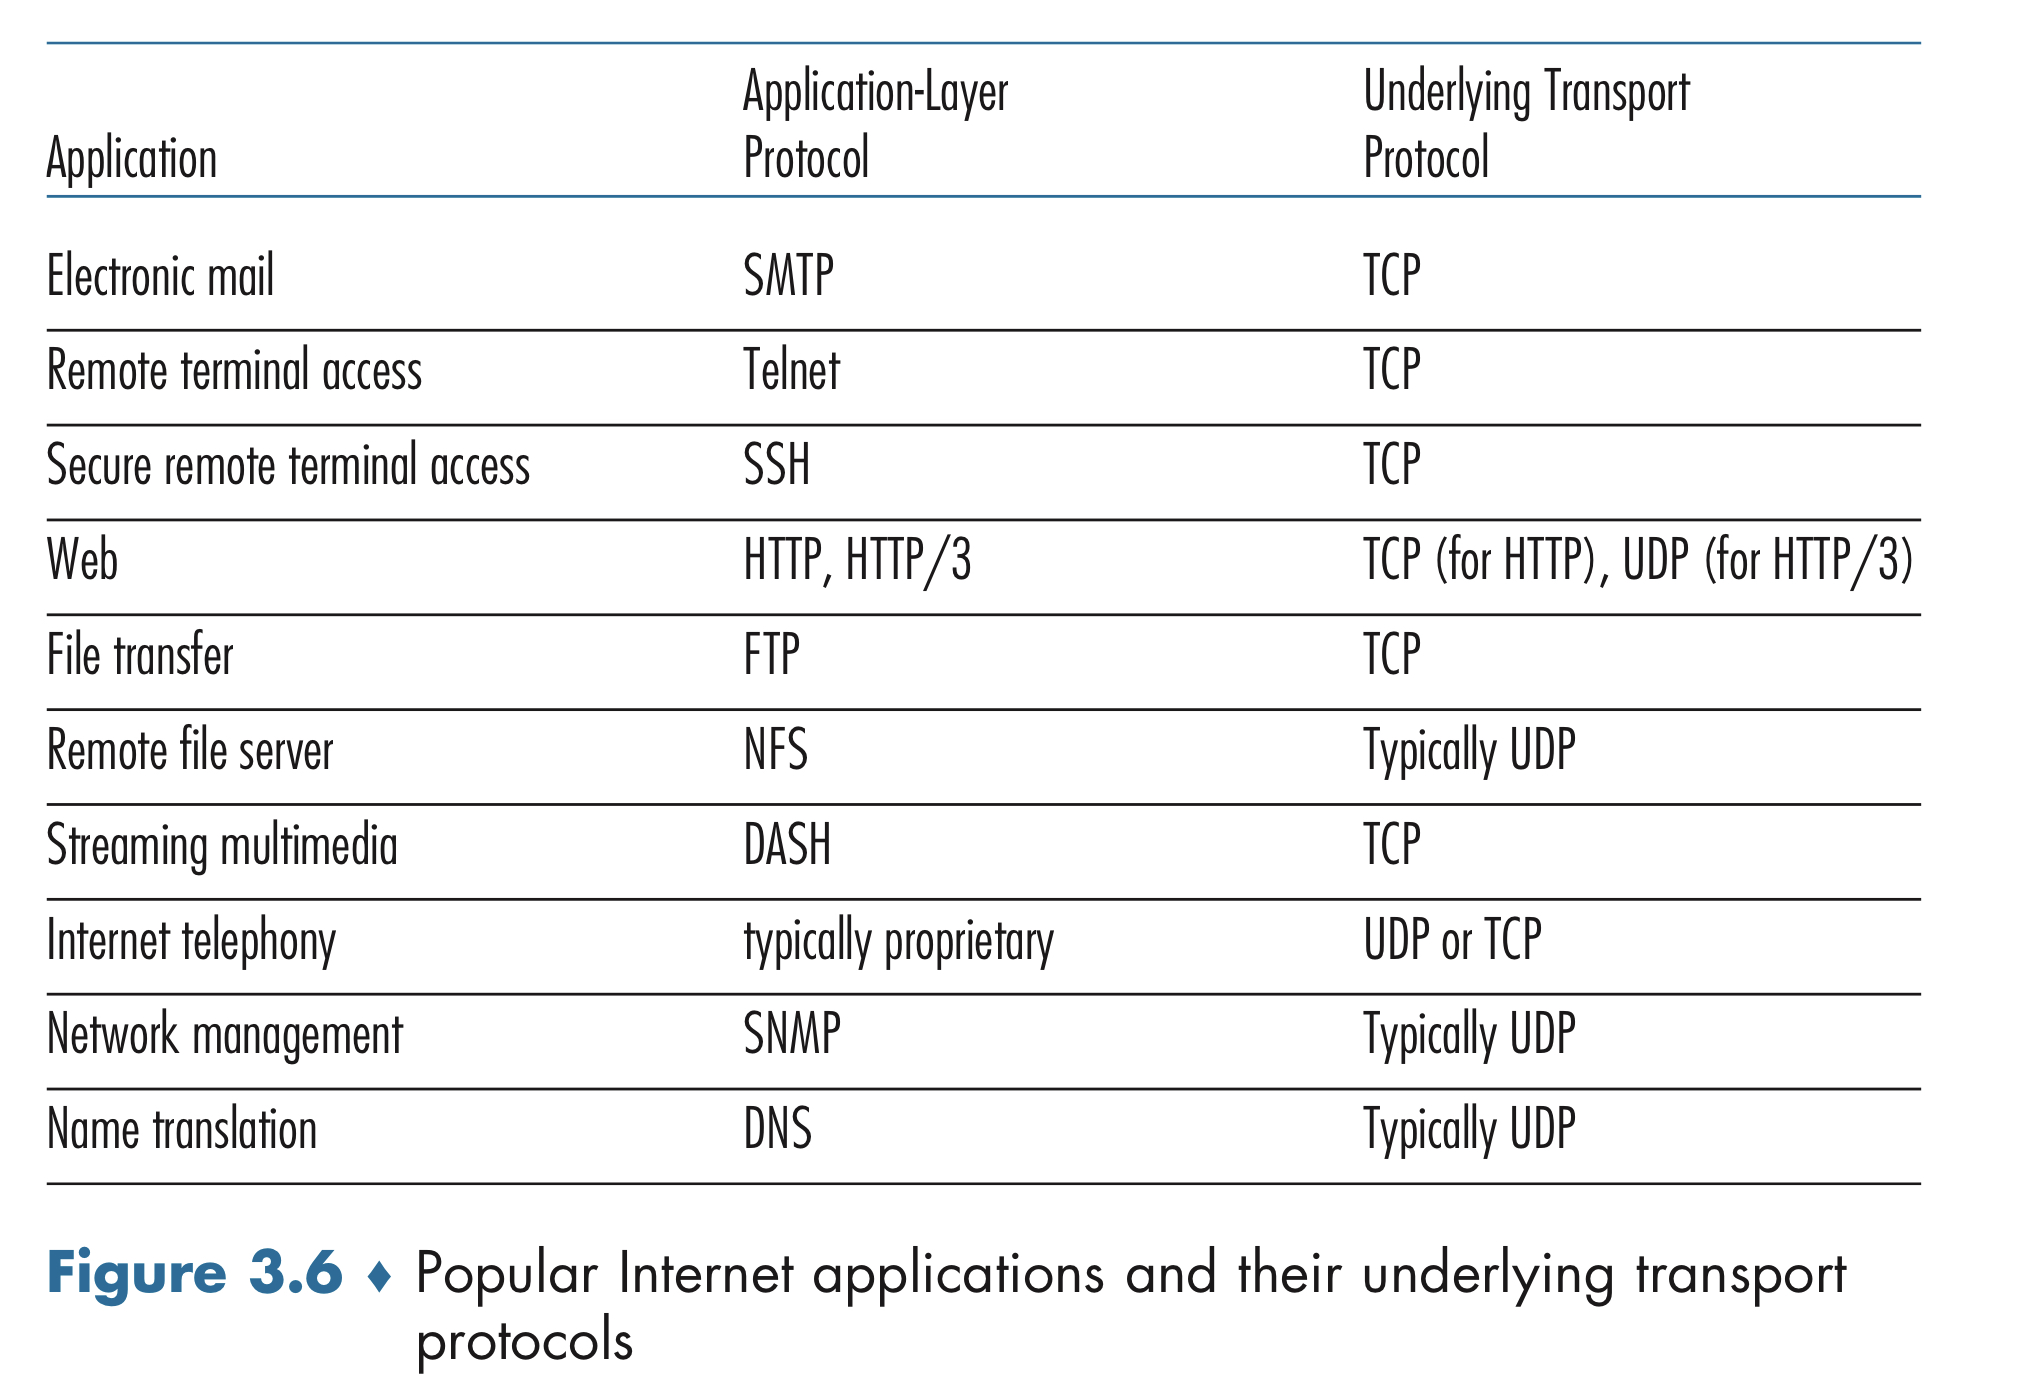 Application-Layer Underlying Transport
Application Protocol Protocol
Electronic mail SMTP TCP
Remote terminal access Telnet TCP
Secure remote terminal access SSH TCP
Web HTTP, HTTP/3 TCP (for HTTP), UDP (for HTTP/3)
File transfer FTP TCP
Remote file server NFS Typically UDP
Streaming multimedia DASH TCP
Internet telephony typically proprietary UDP or TCP
Network management SNMP Typically UDP
Name translation DNS Typically UDP
Figure 3.6 ♦ Popular Internet applications and their underlying transport
protocols